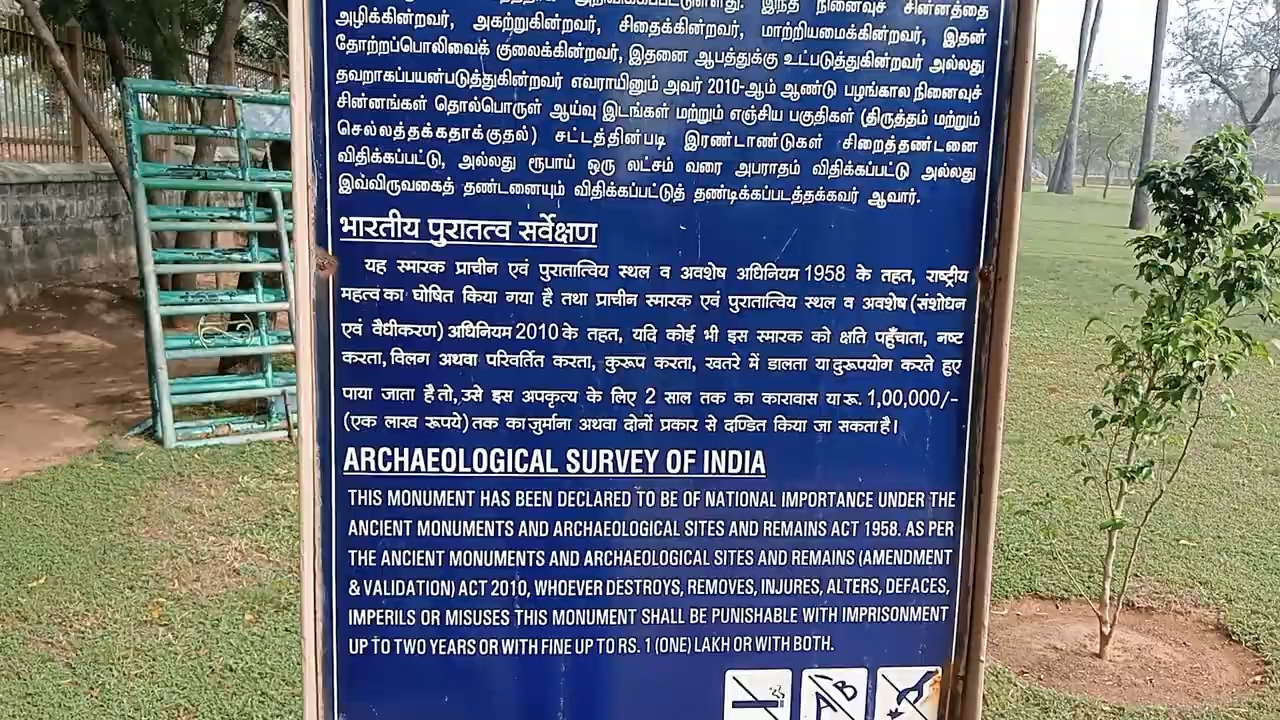 இந்த நினைவுச் சின்னத்தை
அழிக்கின்றவர், அகற்றுகின்றவர், சிதைக்கின்றவர், மாற்றியமைக்கின்றவர், இதன்
தோற்றப்பொலிவைக் குலைக்கின்றவர், இதனை ஆபத்துக்கு உட்படுத்துகின்றவர் அல்லது
தவறாகப்பயன்படுத்துகின்றவர் எவராயினும் அவர் 2010-ஆம் ஆண்டு பழங்கால நினைவுச்
சின்னங்கள் தொல்பொருள் ஆய்வு இடங்கள் மற்றும் எஞ்சிய பகுதிகள் (திருத்தம் மற்றும்
செல்லத்தக்கதாக்குதல்) சட்டத்தின்படி இரண்டாண்டுகள் சிறைத்தண்டனை
விதிக்கப்பட்டு, அல்லது ரூபாய் ஒரு லட்சம் வரை அபராதம் விதிக்கப்பட்டு அல்லது
இவ்விருவகைத் தண்டனையும் விதிக்கப்பட்டுத் தண்டிக்கப்படத்தக்கவர் ஆவார்.
भारतीय पुरातत्व सर्वेक्षण
यह स्मारक प्राचीन एवं पुरातात्विय स्थल व अवशेष अधिनियम 1958 के तहत, राष्ट्रीय
महत्व का घोषित किया गया है तथा प्राचीन स्मारक एवं पुरातात्विय स्थल व अवशेष (संशोधन
एवं वैधीकरण) अधिनियम 2010 के तहत, यदि कोई भी इस स्मारक को क्षति पहुँचाता, नष्ट
करता, विलग अथवा परिवर्तित करता, कुरूप करता, खतरे में डालता या दुरूपयोग करते हुए
पाया जाता है तो, उसे इस अपकृत्य के लिए 2 साल तक का कारावास या रू. 1,00,000/-
(एक लाख रूपये) तक का जुर्माना अथवा दोनों प्रकार से दण्डित किया जा सकता है।
ARCHAEOLOGICAL SURVEY OF INDIA
THIS MONUMENT HAS BEEN DECLARED TO BE OF NATIONAL IMPORTANCE UNDER THE
ANCIENT MONUMENTS AND ARCHAEOLOGICAL SITES AND REMAINS ACT 1958. AS PER
THE ANCIENT MONUMENTS AND ARCHAEOLOGICAL SITES AND REMAINS (AMENDMENT
& VALIDATION) ACT 2010, WHOEVER DESTROYS, REMOVES, INJURES, ALTERS, DEFACES,
IMPERILS OR MISUSES THIS MONUMENT SHALL BE PUNISHABLE WITH IMPRISONMENT
UP TO TWO YEARS OR WITH FINE UP TO RS. 1 (ONE) LAKH OR WITH BOTH.
A B